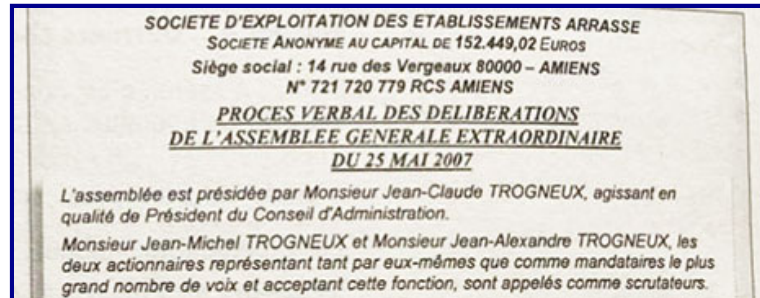 SOCIETE D'EXPLOITATION DES ETABLISSEMENTS ARRASSE
SOCIETE ANONYME AU CAPITAL DE 152.449,02 EUROS
Siège social : 14 rue des Vergeaux 80000 – AMIENS
N° 721 720 779 RCS AMIENS
PROCES VERBAL DES DELIBERATIONS
DE L'ASSEMBLEE GENERALE EXTRAORDINAIRE
DU 25 MAI 2007
L'assemblée est présidée par Monsieur Jean-Claude TROGNEUX, agissant en
qualité de Président du Conseil d'Administration.
Monsieur Jean-Michel TROGNEUX et Monsieur Jean-Alexandre TROGNEUX, les
deux actionnaires représentant tant par eux-mêmes que comme mandataires le plus
grand nombre de voix et acceptant cette fonction, sont appelés comme scrutateurs.